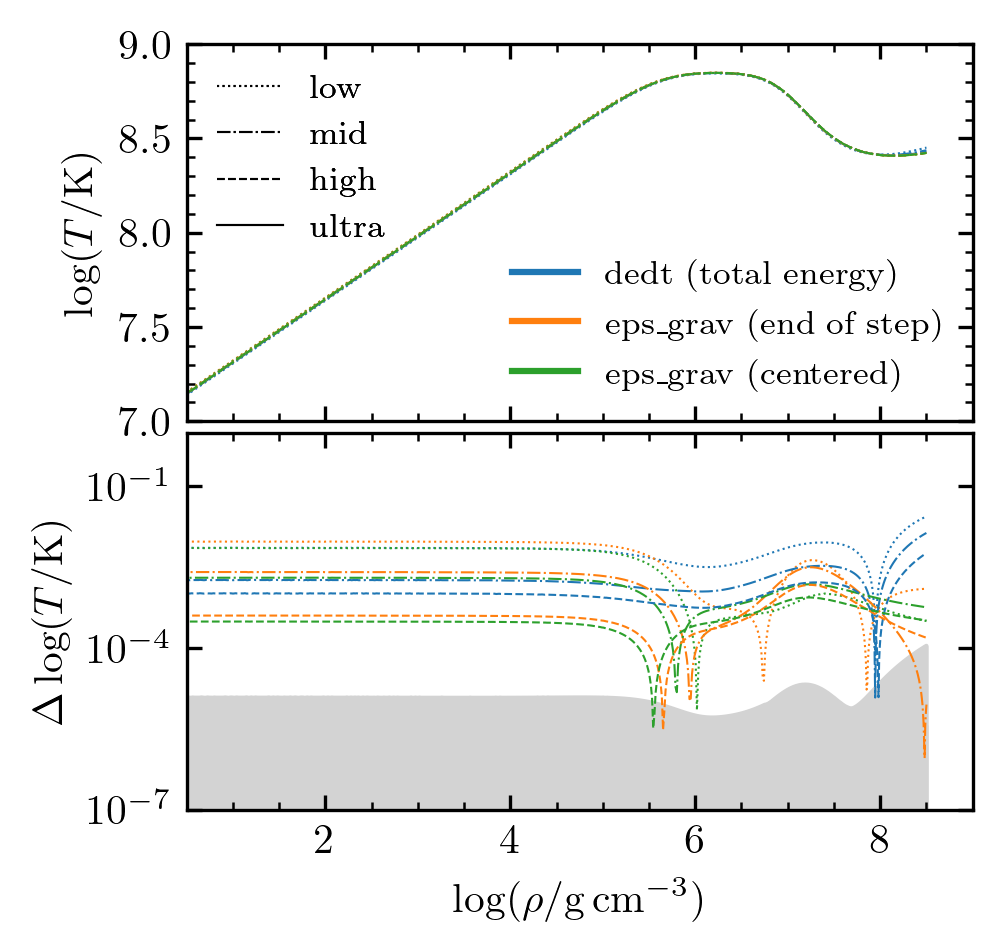 9.0
8.5
8.0
7.5
7.0
log(T/K)
low
mid
high
ultra
dedt (total energy)
eps_grav (end of step)
eps_grav (centered)
10⁻¹
10⁻⁴
10⁻⁷
Δ log(T/K)
2 4 6 8
log(ρ/g cm⁻³)